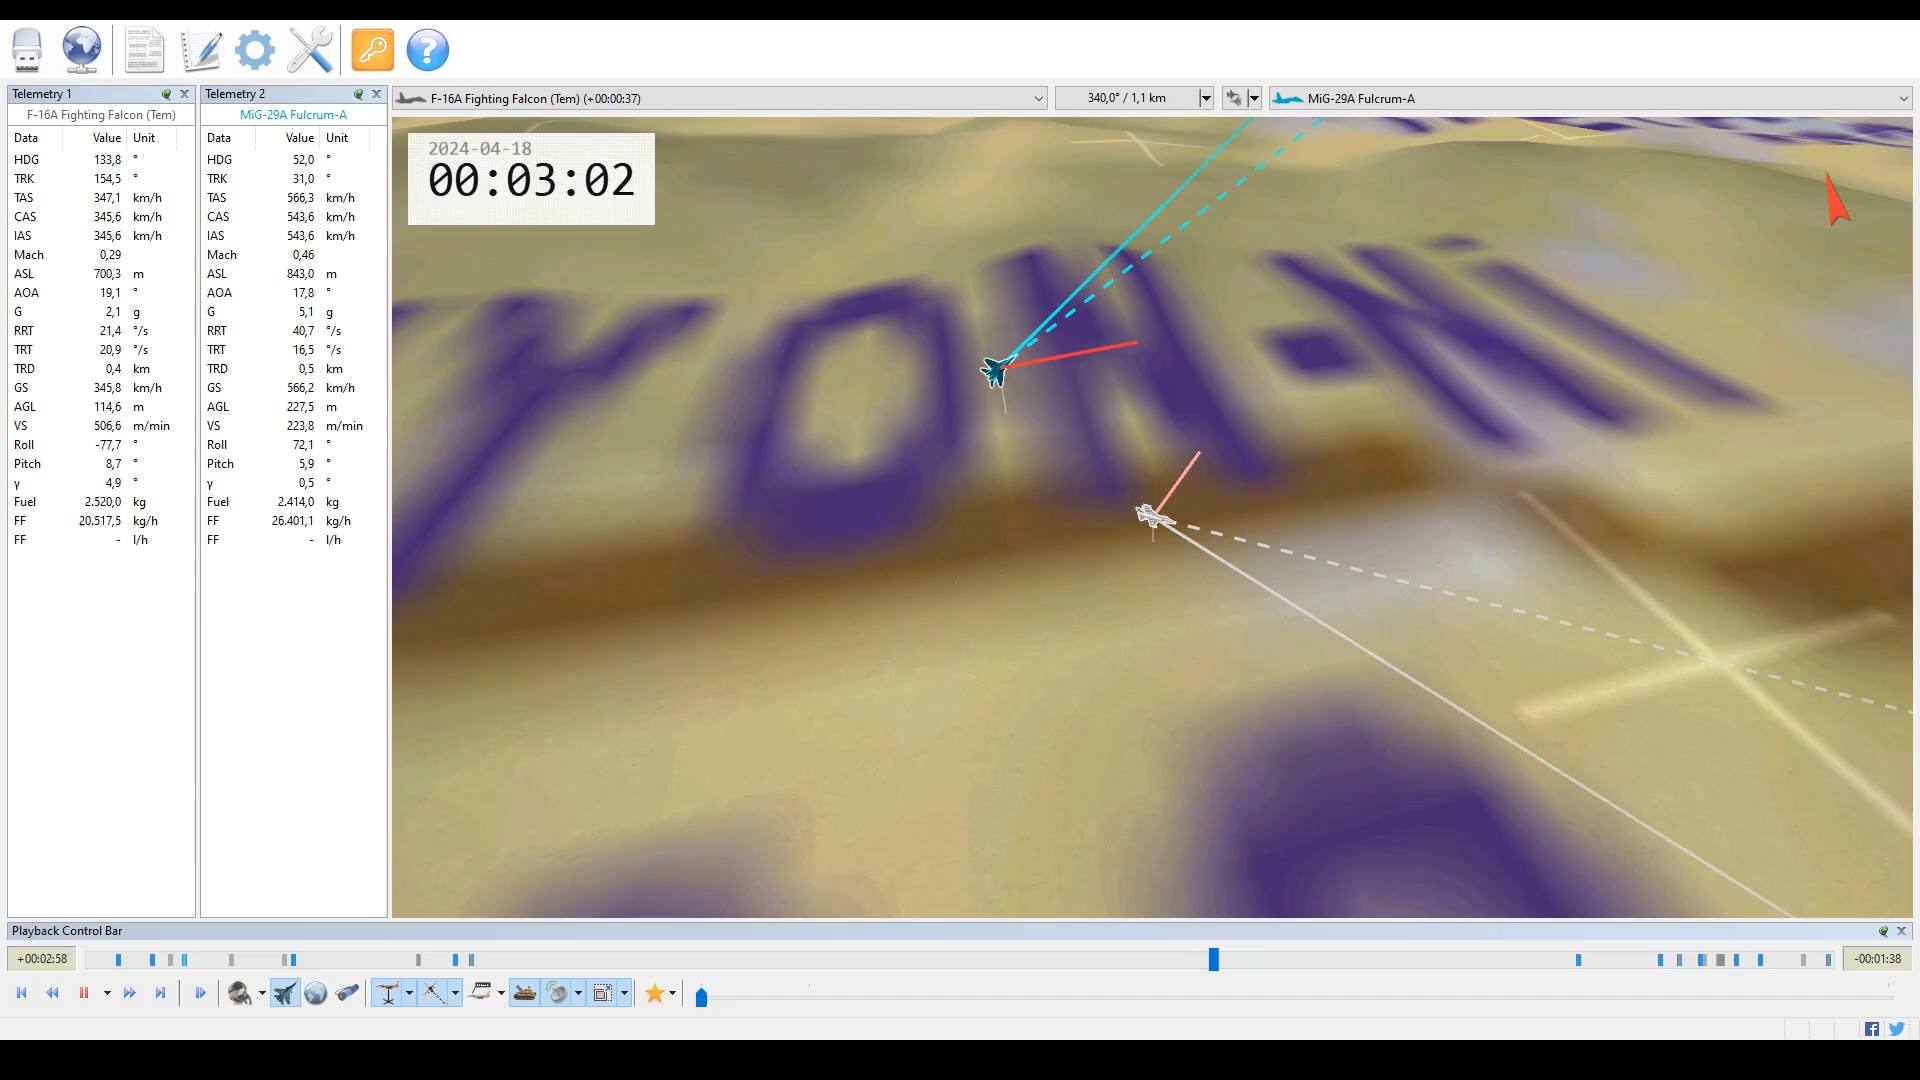 Telemetry 1
F-16A Fighting Falcon (Tem)
Data Value Unit
HDG 133,8 °
TRK 154,5 °
TAS 347,1 km/h
CAS 345,6 km/h
IAS 345,6 km/h
Mach 0,29
ASL 700,3 m
AOA 19,1 °
G 2,1 g
RRT 21,4 °/s
TRT 20,9 °/s
TRD 0,4 km
GS 345,8 km/h
AGL 114,6 m
VS 506,6 m/min
Roll -77,7 °
Pitch 8,7 °
γ 4,9 °
Fuel 2.520,0 kg
FF 20.517,5 kg/h
FF - l/h
Telemetry 2
MiG-29A Fulcrum-A
Data Value Unit
HDG 52,0 °
TRK 31,0 °
TAS 566,3 km/h
CAS 543,6 km/h
IAS 543,6 km/h
Mach 0,46
ASL 843,0 m
AOA 17,8 °
G 5,1 g
RRT 40,7 °/s
TRT 16,5 °/s
TRD 0,5 km
GS 566,2 km/h
AGL 227,5 m
VS 223,8 m/min
Roll 72,1 °
Pitch 5,9 °
γ 0,5 °
Fuel 2.414,0 kg
FF 26.401,1 kg/h
FF - l/h
F-16A Fighting Falcon (Tem) (+00:00:37)
340,0° / 1,1 km
MiG-29A Fulcrum-A
2024-04-18
00:03:02
Playback Control Bar
+00:02:58
-00:01:38